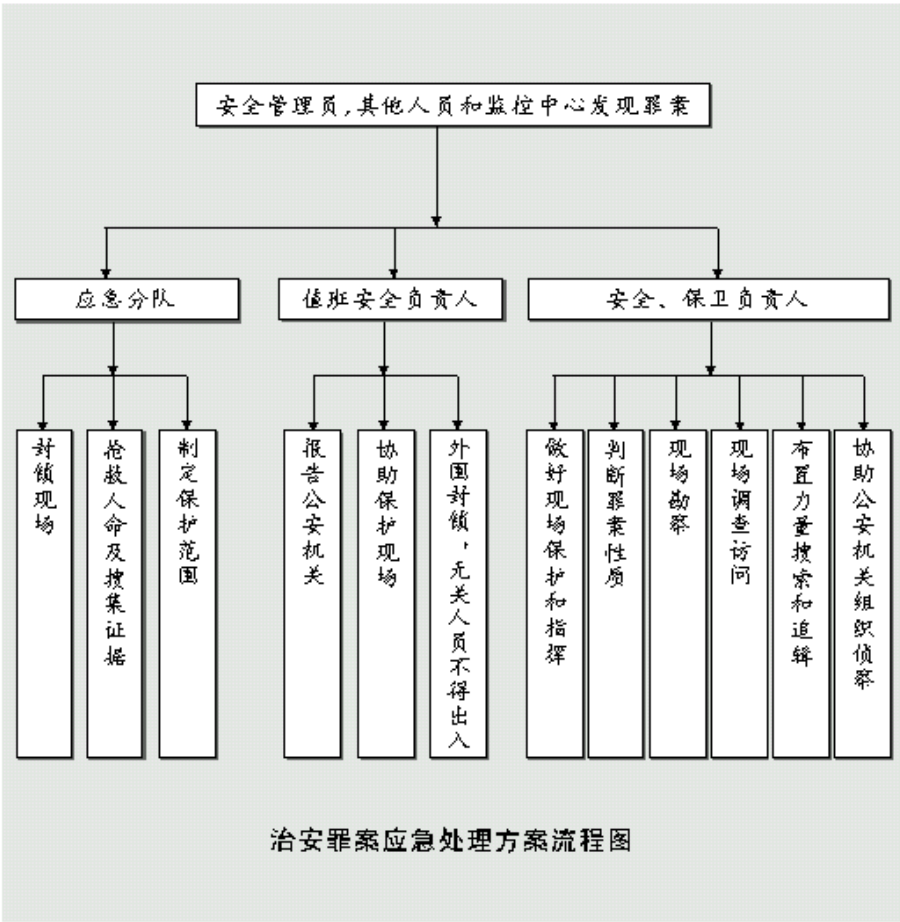 安全管理员,其他人员和监控中心发现罪案
应急分队
值班安全负责人
安全、保卫负责人
封锁现场
抢救人命及搜集证据
制定保护范围
报告公安机关
协助保护现场
外围封锁，无关人员不得出入
做好现场保护和指挥
判断罪案性质
现场勘察
现场调查访问
布置力量搜索和追辑
协助公安机关组织侦察
治安罪案应急处理方案流程图